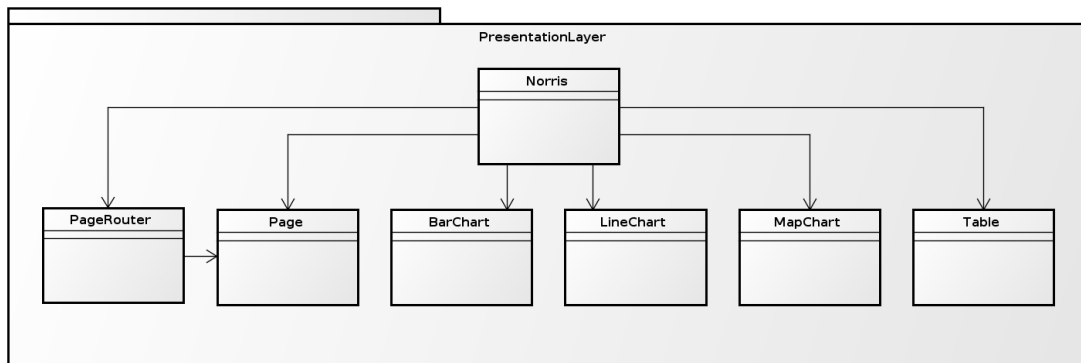 PresentationLayer
Norris
PageRouter
Page
BarChart
LineChart
MapChart
Table